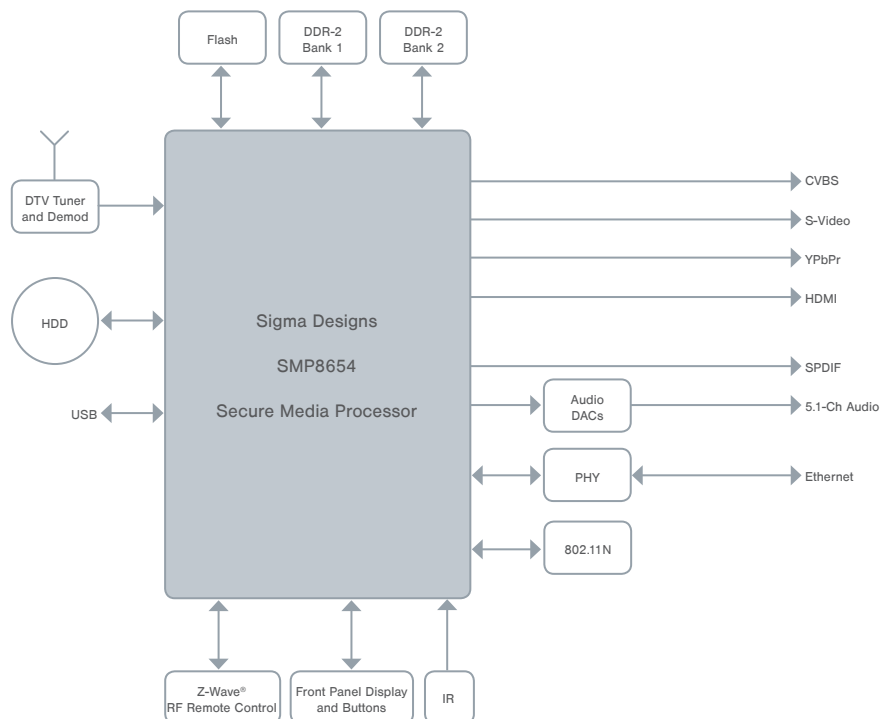 Flash
DDR-2
Bank 1
DDR-2
Bank 2
DTV Tuner
and Demod
CVBS
S-Video
YPbPr
HDMI
HDD
Sigma Designs
SMP8654
Secure Media Processor
SPDIF
USB
Audio
DACs
5.1-Ch Audio
PHY
Ethernet
802.11N
Z-Wave®
RF Remote Control
Front Panel Display
and Buttons
IR